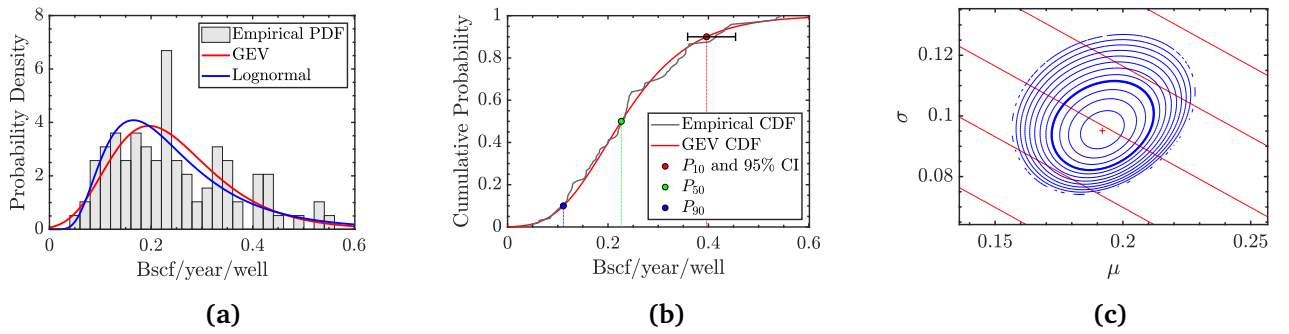 Probability Density
8
6
4
2
0
0
0.2
0.4
0.6
Bscf/year/well
Empirical PDF
GEV
Lognormal
(a)
Cumulative Probability
1
0.8
0.6
0.4
0.2
0
0
0.2
0.4
0.6
Bscf/year/well
Empirical CDF
GEV CDF
P10 and 95% CI
P50
P90
(b)
σ
0.12
0.1
0.08
0.15
0.2
0.25
μ
(c)